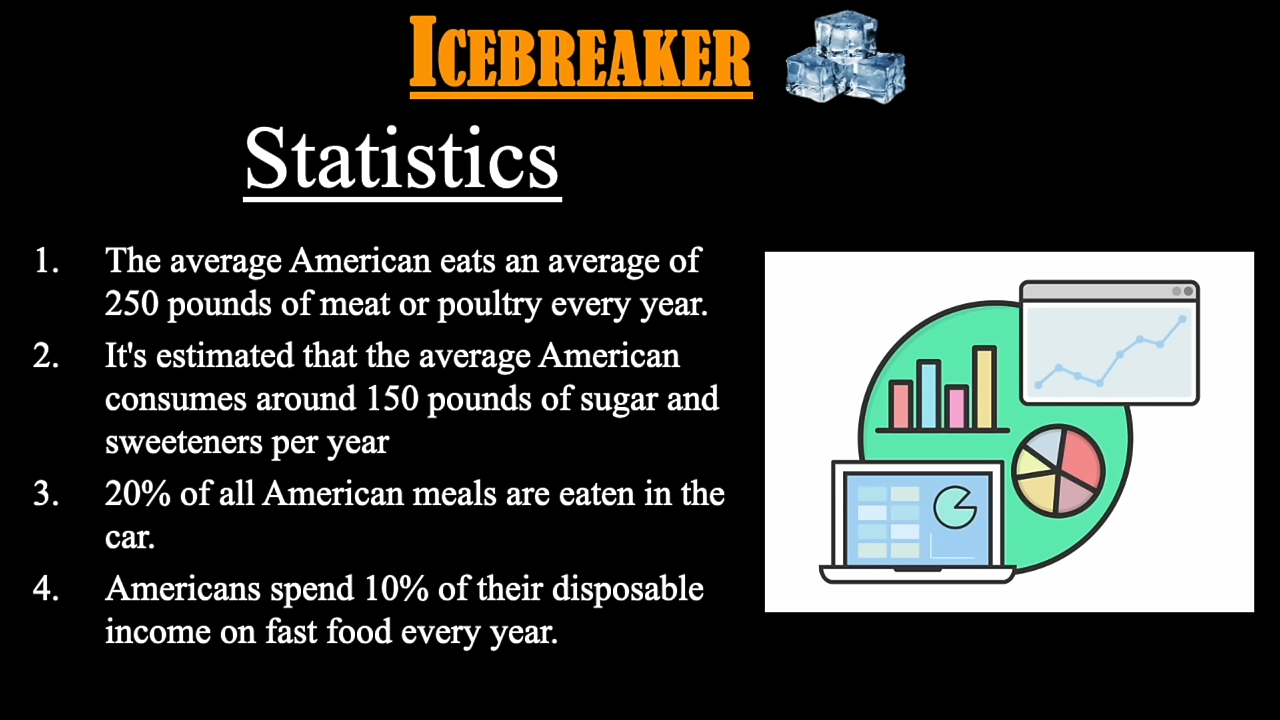 ICEBREAKER
Statistics
1. The average American eats an average of
250 pounds of meat or poultry every year.
2. It's estimated that the average American
consumes around 150 pounds of sugar and
sweeteners per year
3. 20% of all American meals are eaten in the
car.
4. Americans spend 10% of their disposable
income on fast food every year.